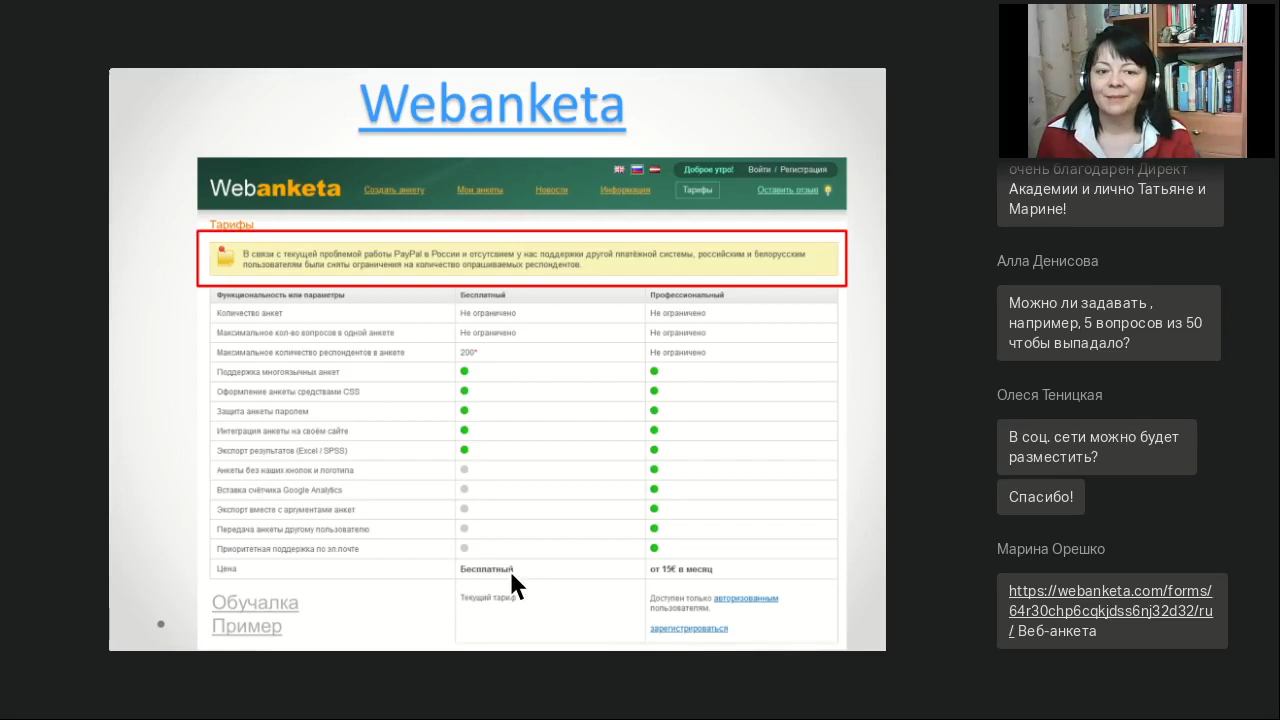 Webanketa
Webanketa
Доброе утро! Войти / Регистрация
Создать анкету Мои анкеты Новости Информация Тарифы Оставить отзыв
Тарифы
В связи с текущей проблемой работы PayPal в России и отсутсвием у нас поддержки другой платёжной системы, российским и белорусским
пользователям были сняты ограничения на количество опрашиваемых респондентов.
Функциональность или параметры Бесплатный Профессиональный
Количество анкет Не ограничено Не ограничено
Максимальное кол-во вопросов в одной анкете Не ограничено Не ограничено
Максимальное количество респондентов в анкете 200* Не ограничено
Поддержка многоязычных анкет
Оформление анкеты средствами CSS
Защита анкеты паролем
Интеграция анкеты на своём сайте
Экспорт результатов (Excel / SPSS)
Анкеты без наших кнопок и логотипа
Вставка счётчика Google Analytics
Экспорт вместе с аргументами анкет
Передача анкеты другому пользователю
Приоритетная поддержка по эл.почте
Цена Бесплатный от 15€ в месяц
Текущий тариф Доступен только авторизованным
пользователям.
зарегистрироваться
Обучалка
Пример
очень благодарен Директ
Академии и лично Татьяне и
Марине!
Алла Денисова
Можно ли задавать ,
например, 5 вопросов из 50
чтобы выпадало?
Олеся Теницкая
В соц. сети можно будет
разместить?
Спасибо!
Марина Орешко
https://webanketa.com/forms/
64r30chp6cqkjdss6nj32d32/ru
/ Веб-анкета